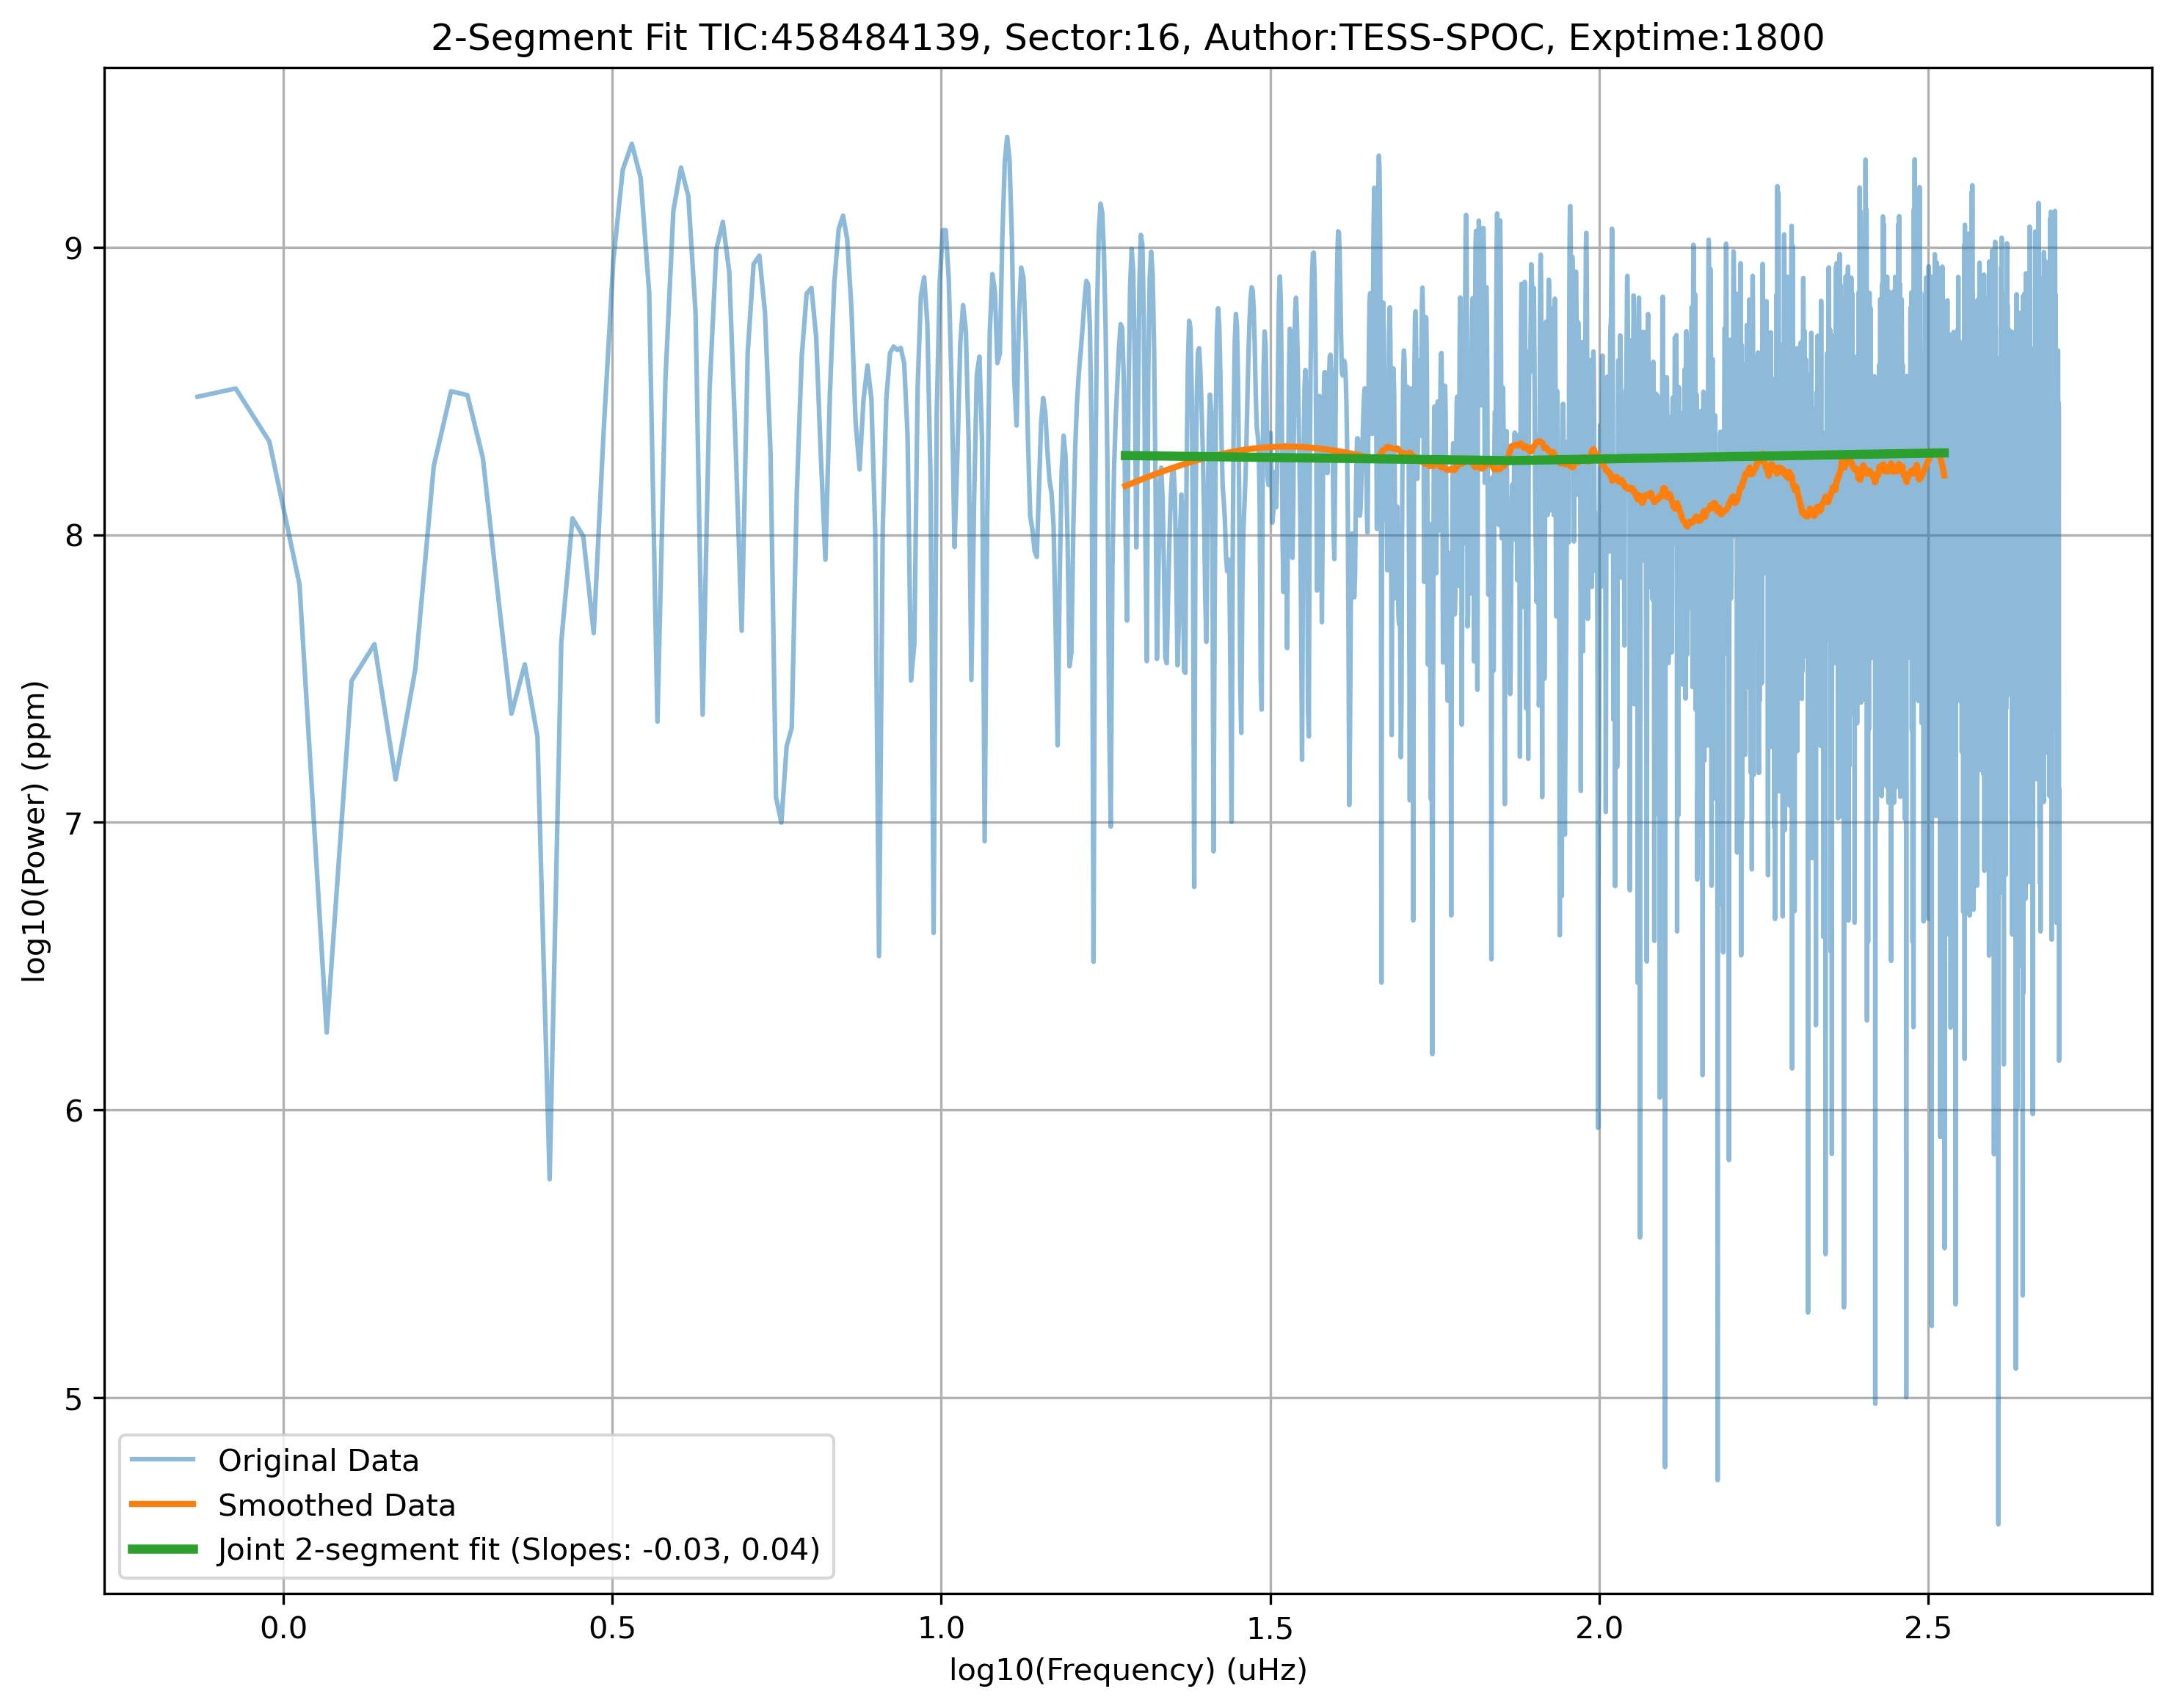 2-Segment Fit TIC:458484139, Sector:16, Author:TESS-SPOC, Exptime:1800
log10(Power) (ppm)
9
8
7
6
5
Original Data
Smoothed Data
Joint 2-segment fit (Slopes: -0.03, 0.04)
0.0 0.5 1.0 1.5 2.0 2.5
log10(Frequency) (uHz)